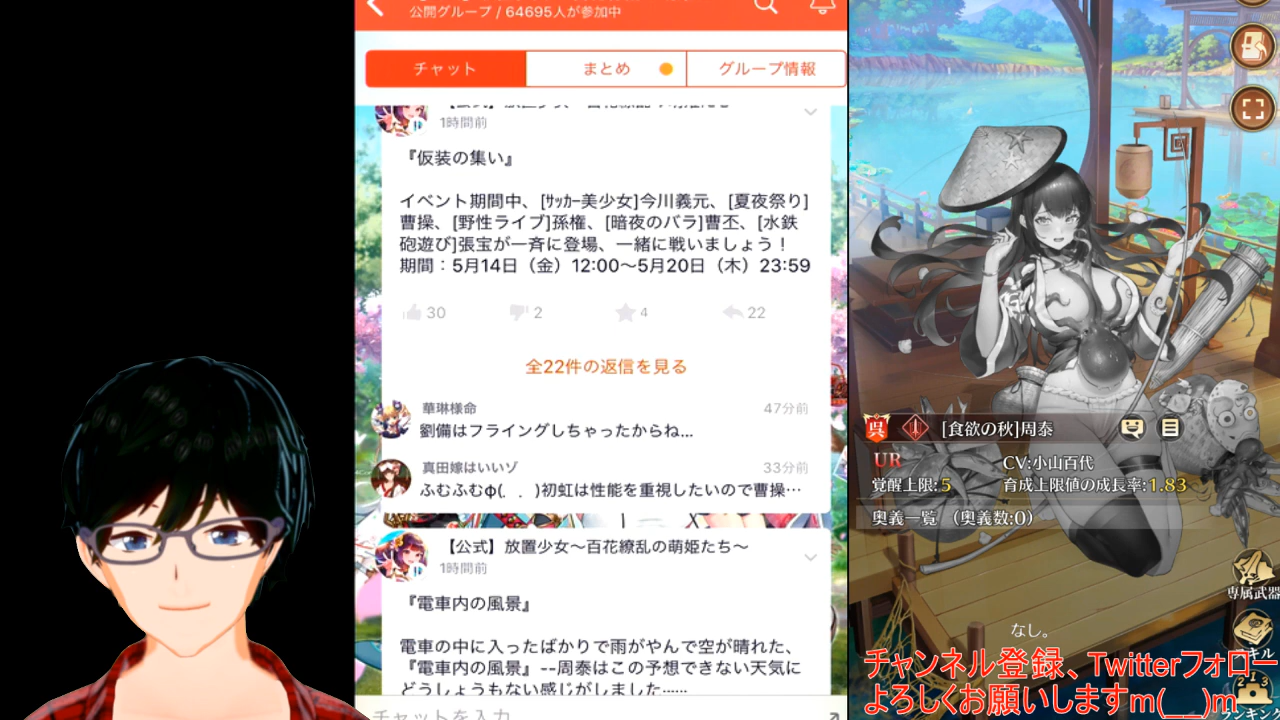 公開グループ / 64695人が参加中
チャット
まとめ
グループ情報
1時間前
『仮装の集い』
イベント期間中、[ｻｯｶｰ美少女]今川義元、[夏夜祭り]
曹操、[野性ライブ]孫権、[暗夜のバラ]曹丕、[水鉄
砲遊び]張宝が一斉に登場、一緒に戦いましょう！
期間：5月14日（金）12:00〜5月20日（木）23:59
30
2
4
22
全22件の返信を見る
華琳様命
47分前
劉備はフライングしちゃったからね...
真田嫁はいいゾ
33分前
ふむふむφ(．．)初虹は性能を重視したいので曹操…
【公式】放置少女〜百花繚乱の萌姫たち〜
1時間前
『電車内の風景』
電車の中に入ったばかりで雨がやんで空が晴れた、
『電車内の風景』--周泰はこの予想できない天気に
どうしょうもない感じがしました……
チャットを入力
呉
[食欲の秋]周泰
UR
CV:小山百代
覚醒上限:5
育成上限値の成長率:1.83
奥義一覧 （奥義数:0）
専属武器
なし。
チャンネル登録、Twitterフォロー
よろしくお願いしますm(__)m